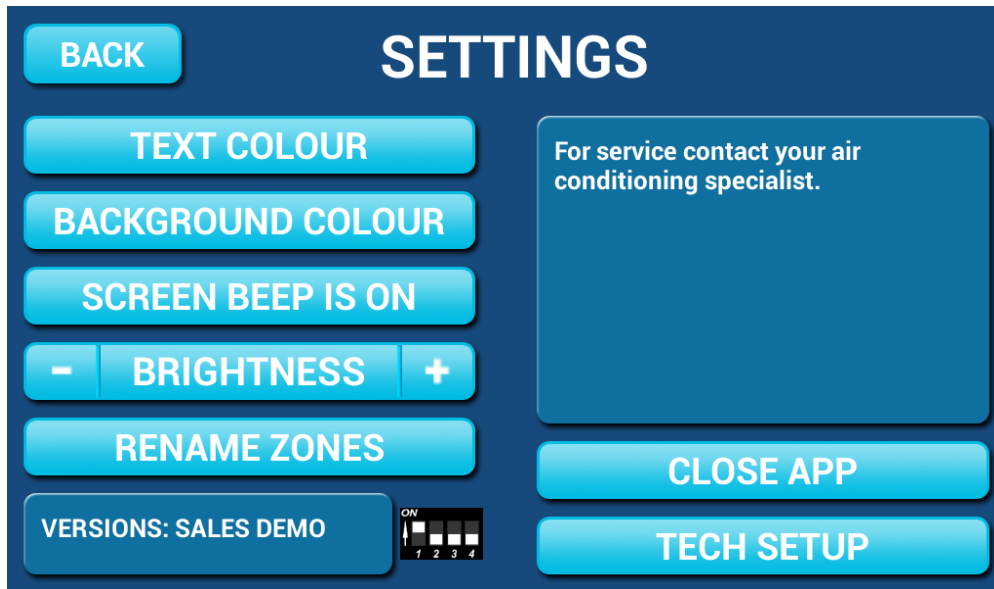 BACK
SETTINGS
TEXT COLOUR
BACKGROUND COLOUR
SCREEN BEEP IS ON
- BRIGHTNESS +
RENAME ZONES
VERSIONS: SALES DEMO
ON
1 2 3 4
For service contact your air
conditioning specialist.
CLOSE APP
TECH SETUP